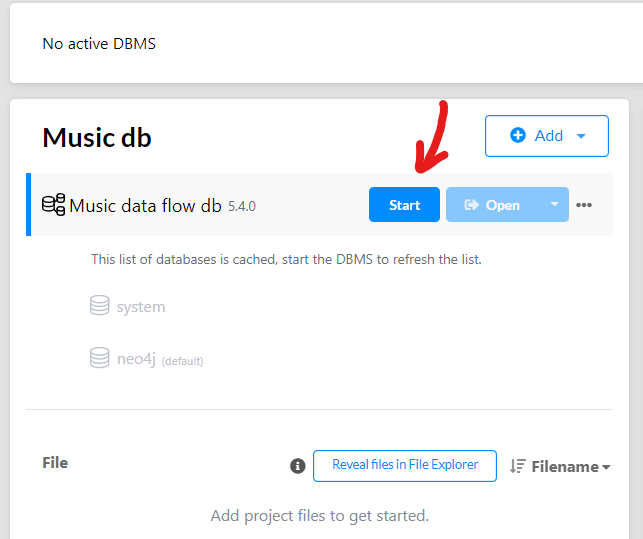 No active DBMS
Music db
Add
Music data flow db 5.4.0
Start
Open
This list of databases is cached, start the DBMS to refresh the list.
system
neo4j (default)
File
Reveal files in File Explorer
Filename
Add project files to get started.